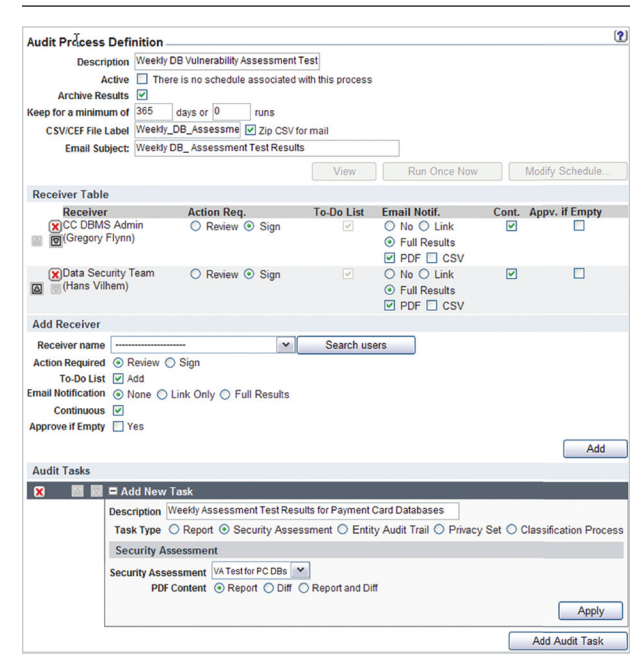 Audit Process Definition
Description Weekly DB Vulnerability Assessment Test
Active There is no schedule associated with this process
Archive Results
Keep for a minimum of 365 days or 0 runs
CSV/CEF File Label Weekly_DB_Assessme Zip CSV for mail
Email Subject: Weekly DB_ Assessment Test Results
View Run Once Now Modify Schedule...
Receiver Table
Receiver Action Req. To-Do List Email Notif. Cont. Appv. if Empty
CC DBMS Admin Review Sign No Link
(Gregory Flynn) Full Results
PDF CSV
Data Security Team Review Sign No Link
(Hans Vilhem) Full Results
PDF CSV
Add Receiver
Receiver name ---------------------- Search users
Action Required Review Sign
To-Do List Add
Email Notification None Link Only Full Results
Continuous
Approve if Empty Yes
Add
Audit Tasks
Add New Task
Description Weekly Assessment Test Results for Payment Card Databases
Task Type Report Security Assessment Entity Audit Trail Privacy Set Classification Process
Security Assessment
Security Assessment VA Test for PC DBs
PDF Content Report Diff Report and Diff
Apply
Add Audit Task